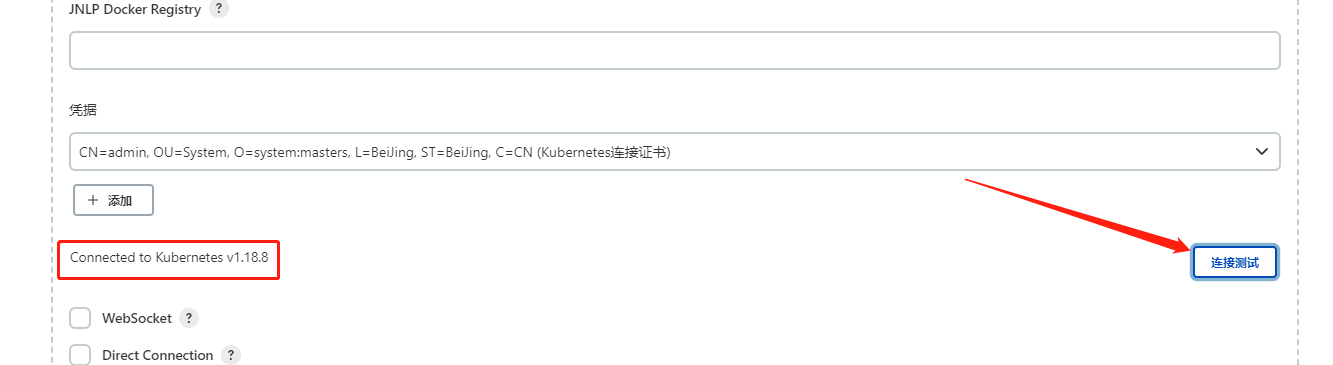 JNLP Docker Registry ?
凭据
CN=admin, OU=System, O=system:masters, L=BeiJing, ST=BeiJing, C=CN (Kubernetes连接证书)
+ 添加
Connected to Kubernetes v1.18.8
连接测试
WebSocket ?
Direct Connection ?